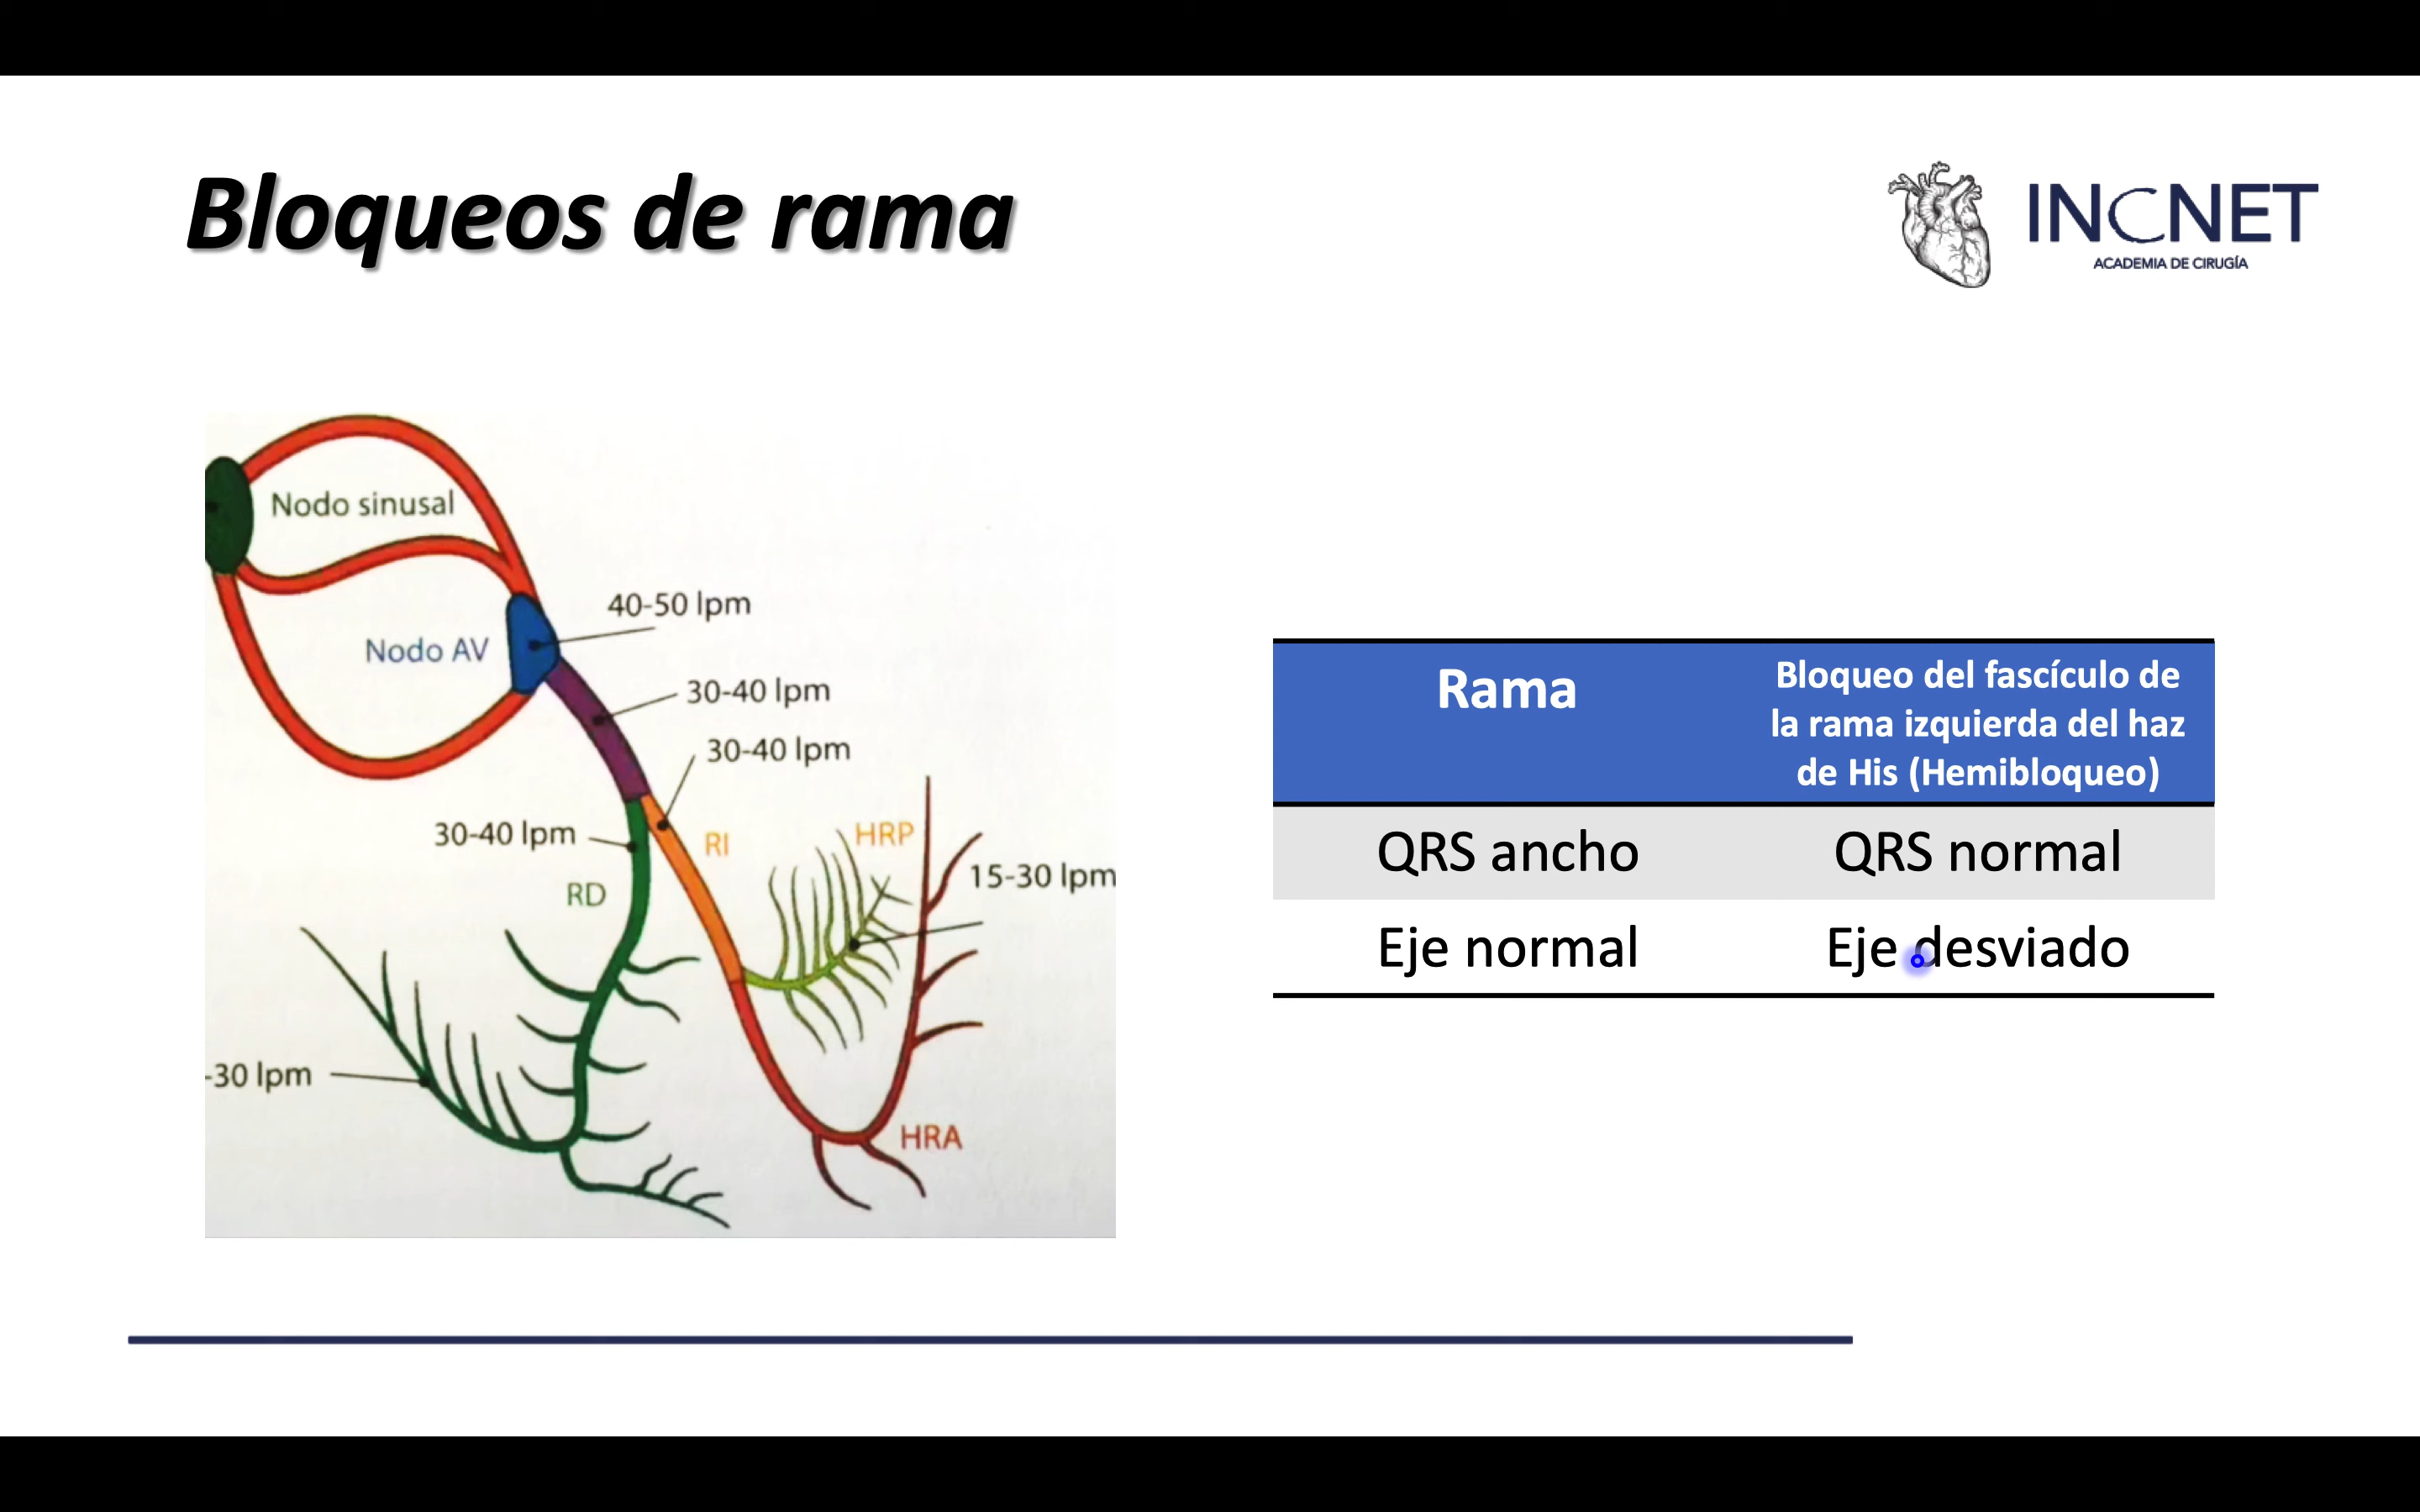 Bloqueos de rama
INCNET
ACADEMIA DE CIRUGÍA
Nodo sinusal
40-50 lpm
Nodo AV
30-40 lpm
30-40 lpm
30-40 lpm
RI
HRP
15-30 lpm
RD
-30 lpm
HRA
Rama
Bloqueo del fascículo de
la rama izquierda del haz
de His (Hemibloqueo)
QRS ancho
QRS normal
Eje normal
Eje desviado